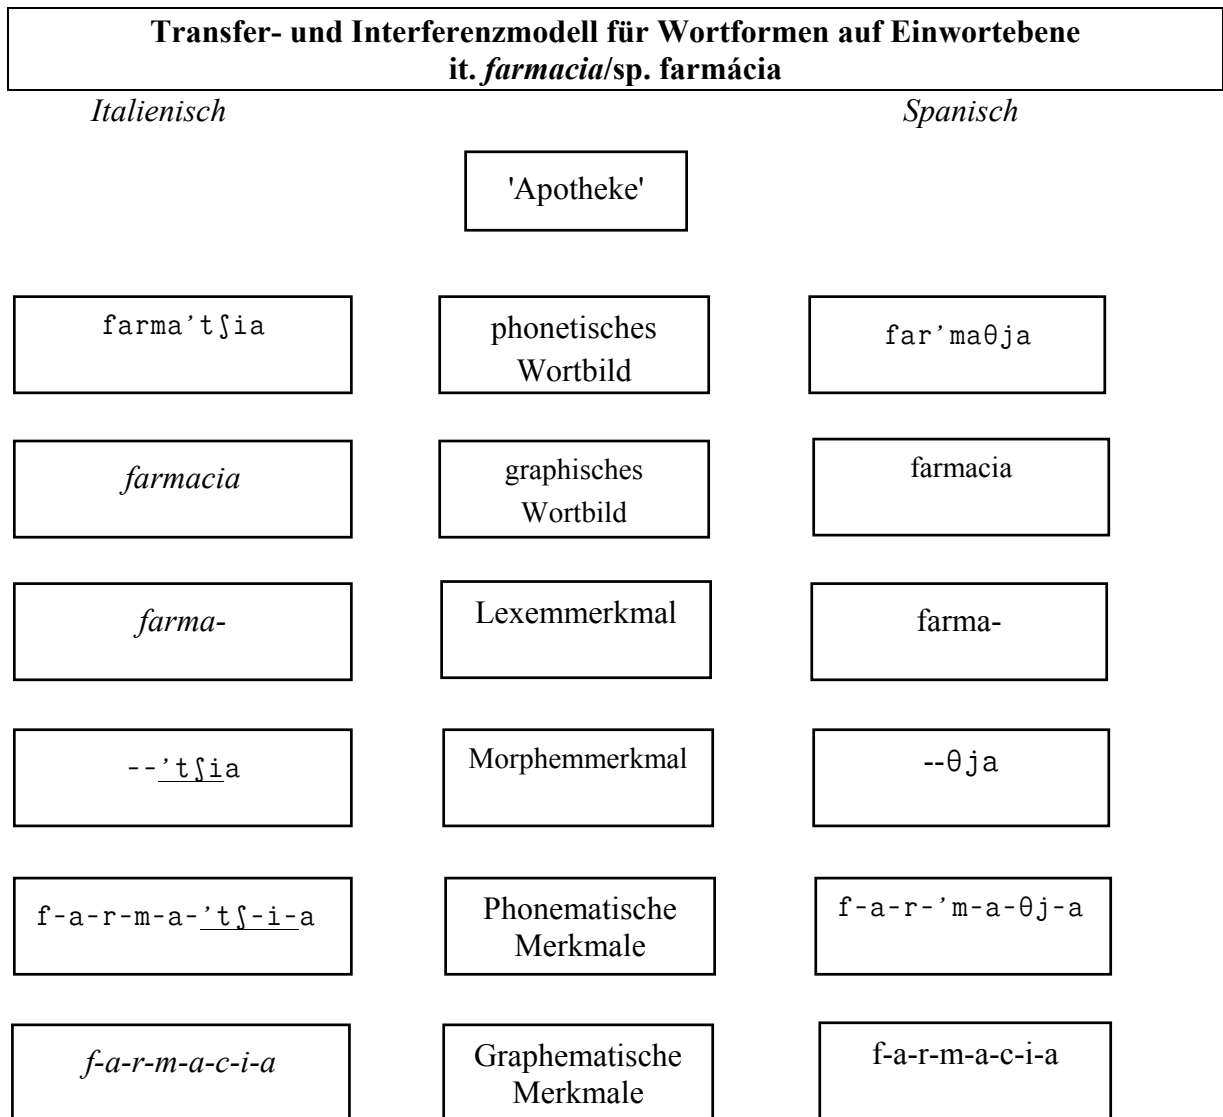 Transfer- und Interferenzmodell für Wortformen auf Einwortebene
it. farmacia/sp. farmácia
Italienisch
Spanisch
'Apotheke'
farma’tʃia
phonetisches
Wortbild
far’maθja
farmacia
graphisches
Wortbild
farmacia
farma-
Lexemmerkmal
farma-
--’tʃia
Morphemmerkmal
--θja
f-a-r-m-a-’tʃ-i-a
Phonematische
Merkmale
f-a-r-’m-a-θj-a
f-a-r-m-a-c-i-a
Graphematische
Merkmale
f-a-r-m-a-c-i-a